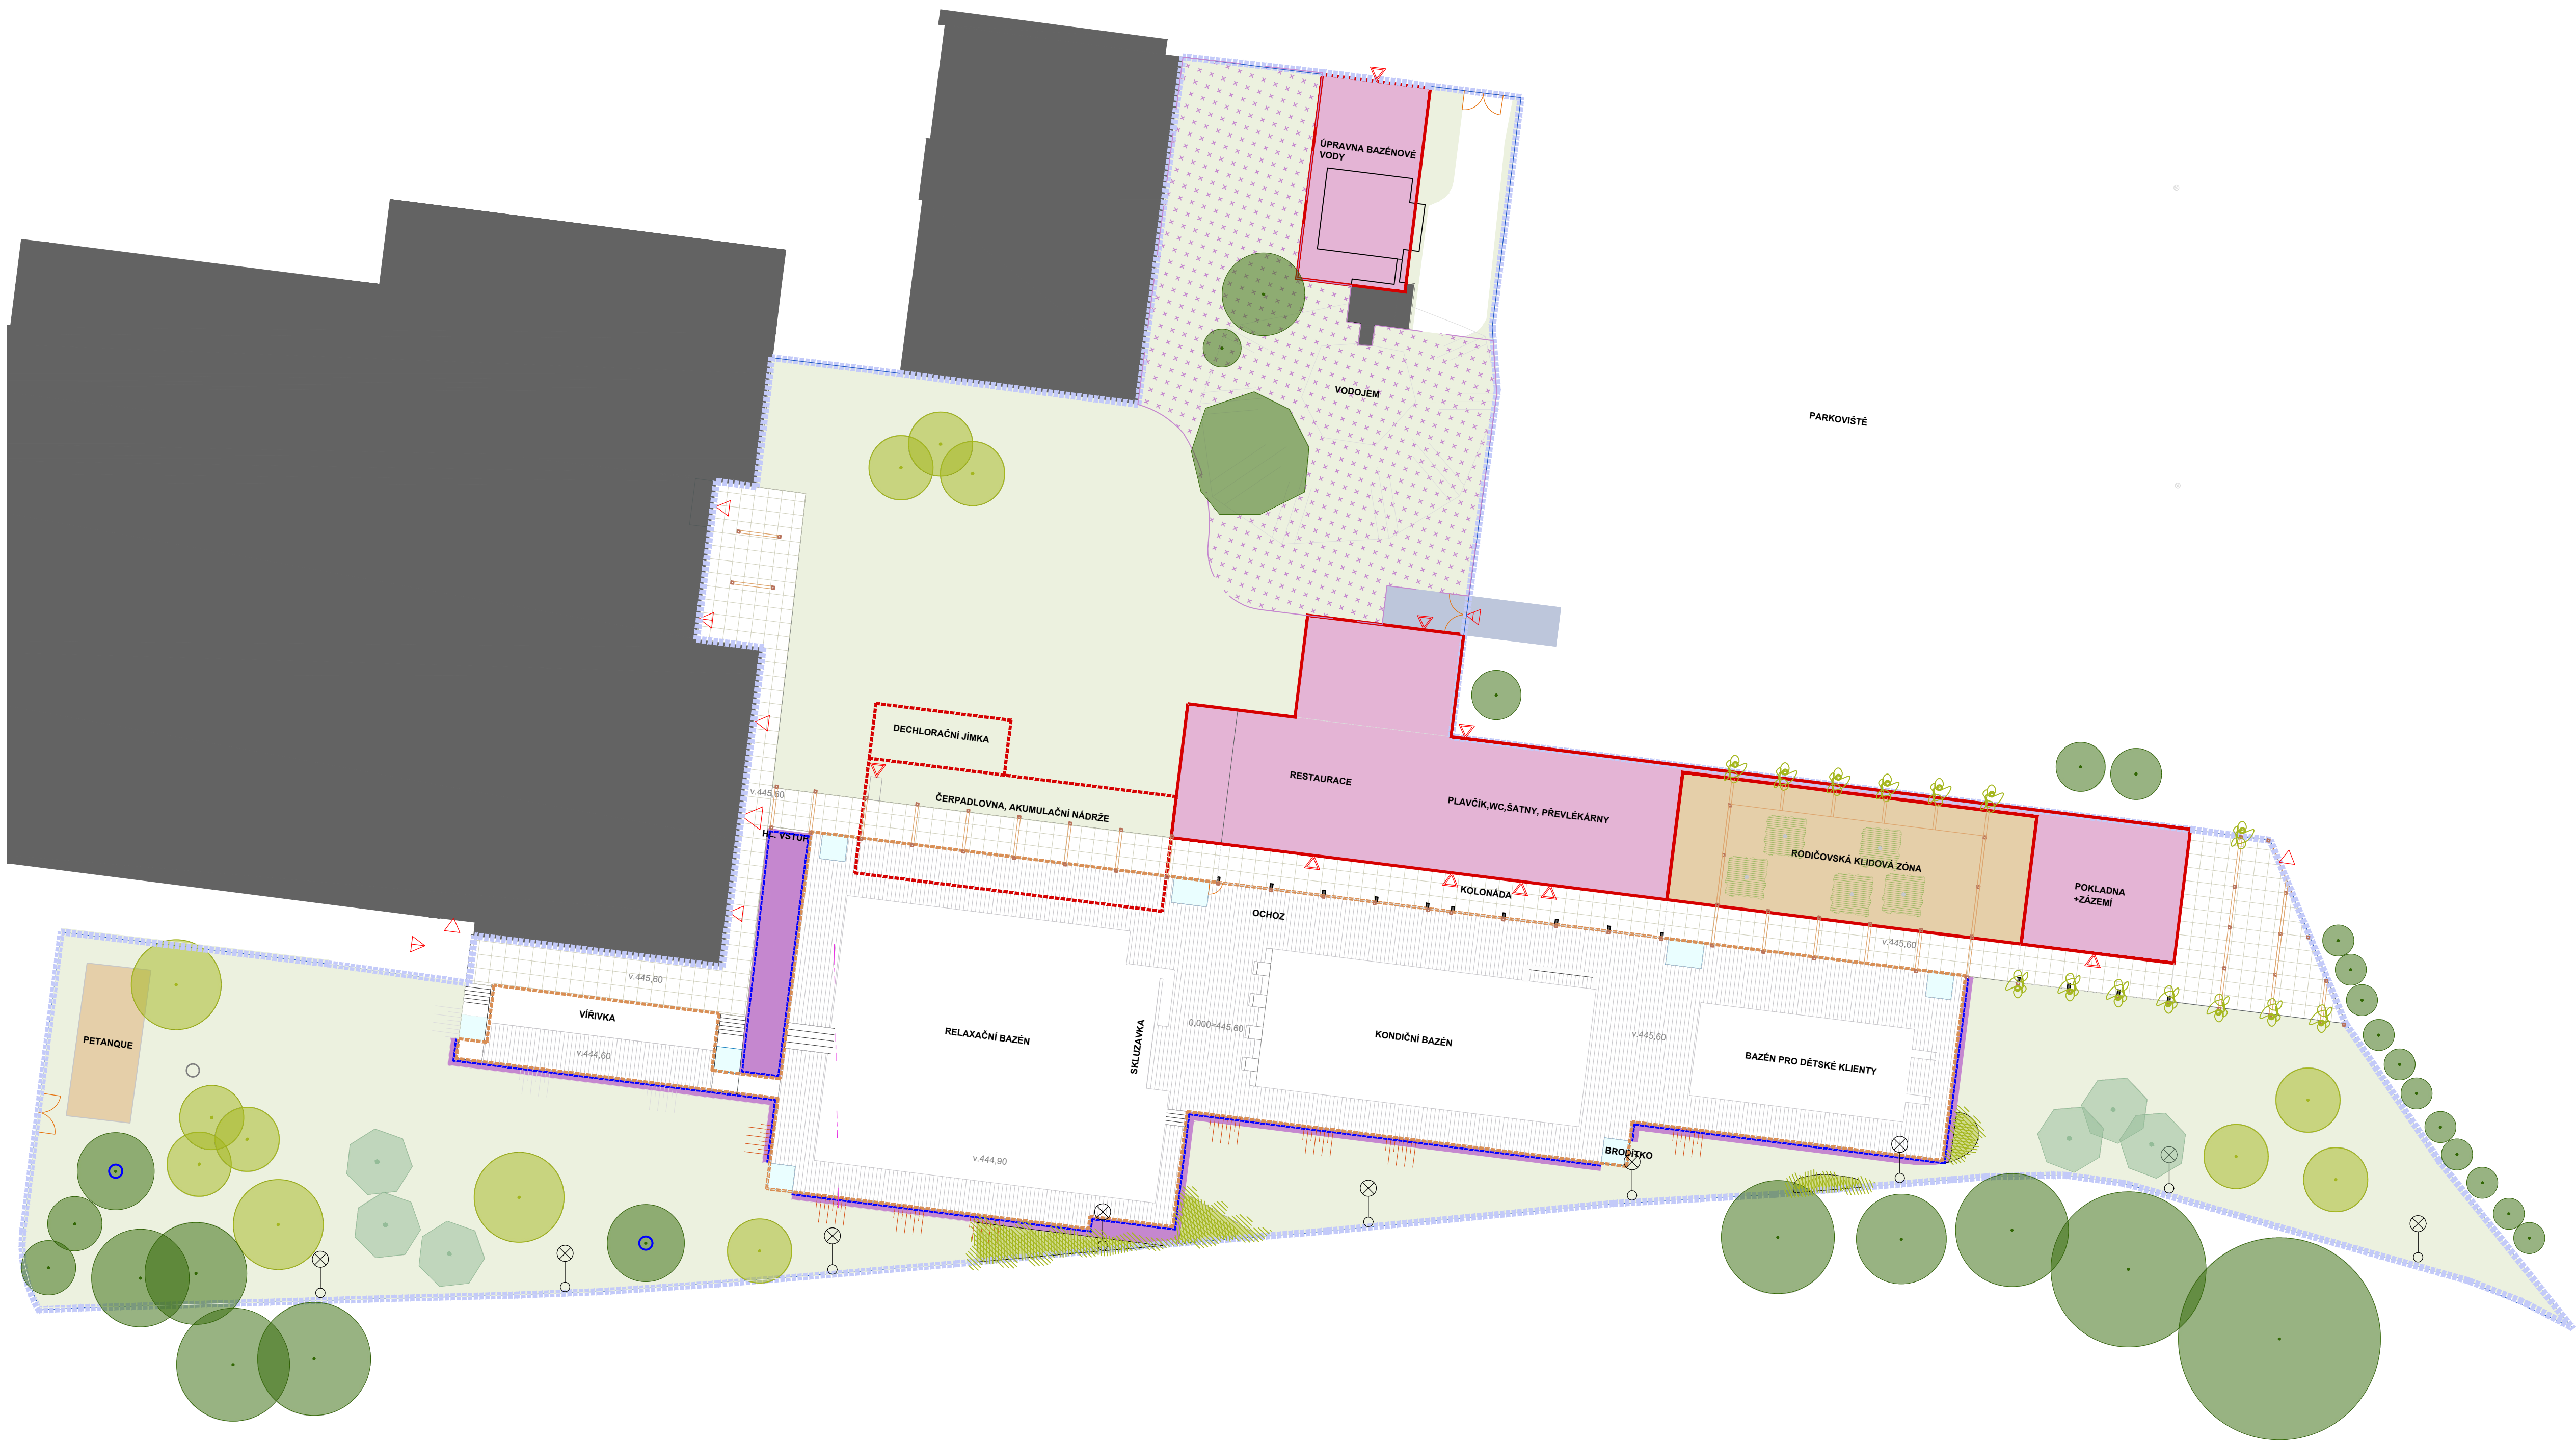 ÚPRAVNA BAZÉNOVÉ
VODY
VODOJEM
PARKOVIŠTĚ
DECHLORAČNÍ JÍMKA
ČERPADLOVNA, AKUMULAČNÍ NÁDRŽE
RESTAURACE
PLAVČÍK,WC,ŠATNY, PŘEVLÉKÁRNY
v.445,60
HL. VSTUP
RODIČOVSKÁ KLIDOVÁ ZÓNA
POKLADNA
+ZÁZEMÍ
KOLONÁDA
OCHOZ
v.445,60
v.445,60
VÍŘIVKA
v.444,60
PETANQUE
RELAXAČNÍ BAZÉN
SKLUZAVKA
0,000=445.60
KONDIČNÍ BAZÉN
v.445,60
BAZÉN PRO DĚTSKÉ KLIENTY
v.444,90
BRODÍTKO